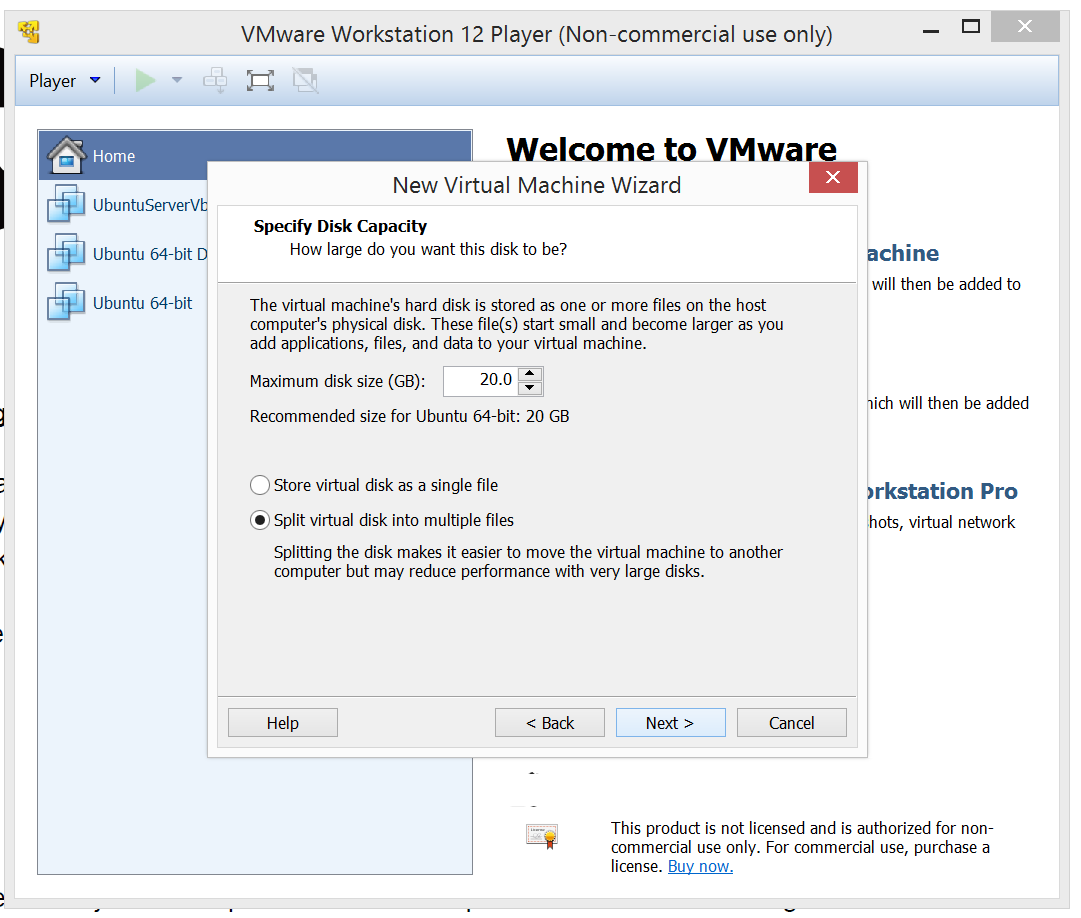 VMware Workstation 12 Player (Non-commercial use only)
Player
Home
UbuntuServerVb
Ubuntu 64-bit D
Ubuntu 64-bit
Welcome to VMware
achine
will then be added to
hich will then be added
orkstation Pro
hots, virtual network
New Virtual Machine Wizard
Specify Disk Capacity
How large do you want this disk to be?
The virtual machine's hard disk is stored as one or more files on the host
computer's physical disk. These file(s) start small and become larger as you
add applications, files, and data to your virtual machine.
Maximum disk size (GB): 20.0
Recommended size for Ubuntu 64-bit: 20 GB
Store virtual disk as a single file
Split virtual disk into multiple files
Splitting the disk makes it easier to move the virtual machine to another
computer but may reduce performance with very large disks.
Help < Back Next > Cancel
This product is not licensed and is authorized for non-
commercial use only. For commercial use, purchase a
license. Buy now.